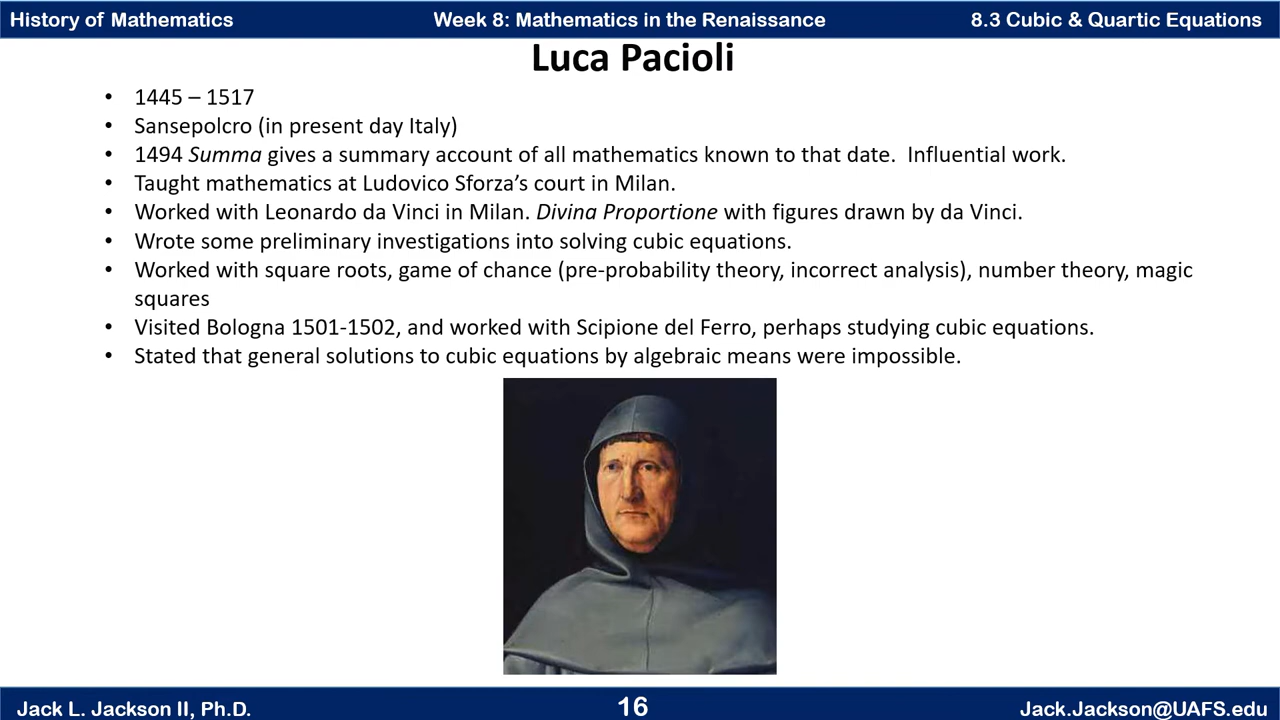 History of Mathematics
Week 8: Mathematics in the Renaissance
8.3 Cubic & Quartic Equations
Luca Pacioli
• 1445 – 1517
• Sansepolcro (in present day Italy)
• 1494 Summa gives a summary account of all mathematics known to that date.  Influential work.
• Taught mathematics at Ludovico Sforza’s court in Milan.
• Worked with Leonardo da Vinci in Milan. Divina Proportione with figures drawn by da Vinci.
• Wrote some preliminary investigations into solving cubic equations.
• Worked with square roots, game of chance (pre-probability theory, incorrect analysis), number theory, magic
squares
• Visited Bologna 1501-1502, and worked with Scipione del Ferro, perhaps studying cubic equations.
• Stated that general solutions to cubic equations by algebraic means were impossible.
Jack L. Jackson II, Ph.D.
16
Jack.Jackson@UAFS.edu